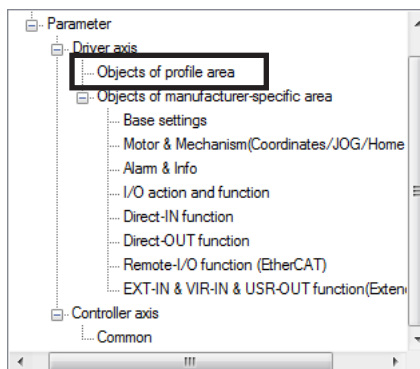 Parameter
Driver axis
Objects of profile area
Objects of manufacturer-specific area
Base settings
Motor & Mechanism(Coordinates/JOG/Home
Alarm & Info
I/O action and function
Direct-IN function
Direct-OUT function
Remote-I/O function (EtherCAT)
EXT-IN & VIR-IN & USR-OUT function(Exten
Controller axis
Common